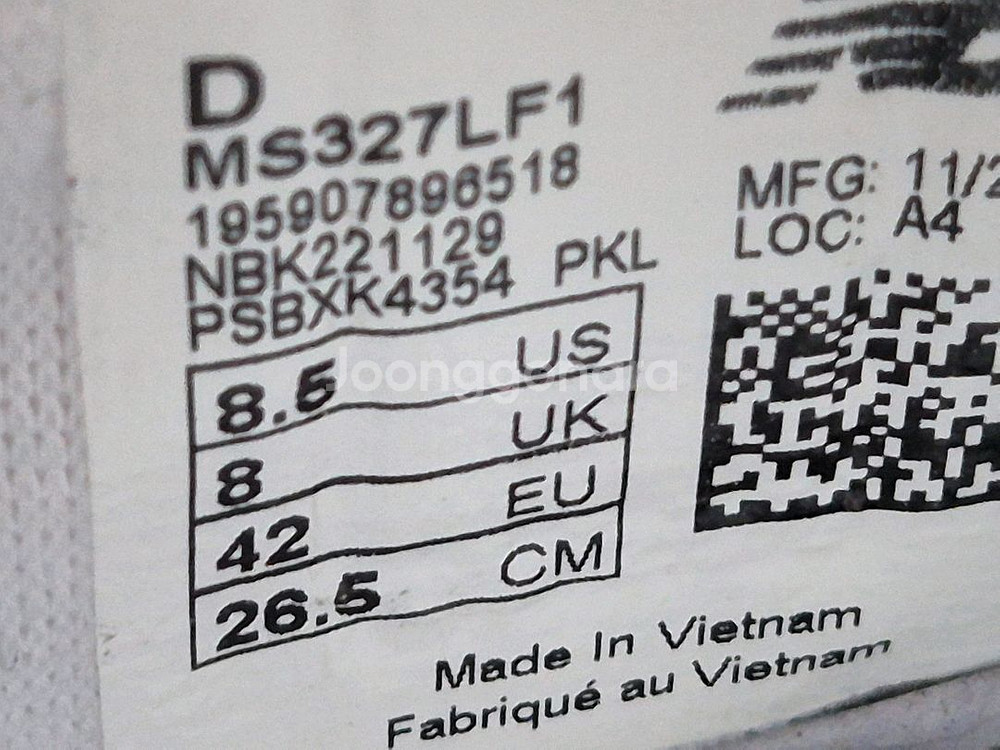 D
MS327LF1
195907896518
NBK221129
PSBXK4354 PKL
MFG: 11/2
LOC: A4
8.5 US
8 UK
42 EU
26.5 CM
Joonggonara
Made In Vietnam
Fabriqué au Vietnam